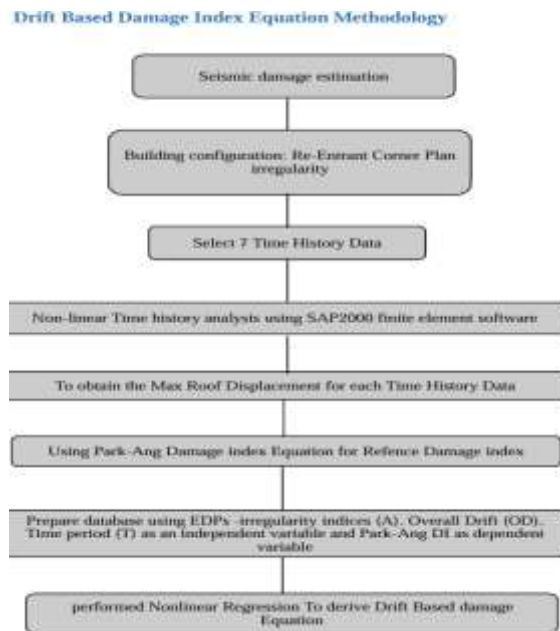 Drift Based Damage Index Equation Methodology
Seismic damage estimation
Building configuration: Re-Entrant Corner Plan
irregularity
Select 7 Time History Data
Non-linear Time history analysis using SAP2000 finite element software
To obtain the Max Roof Displacement for each Time History Data
Using Park-Ang Damage index Equation for Refence Damage index
Prepare database using EDPs -irregularity indices (A). Overall Drift (OD).
Time period (T) as an independent variable and Park-Ang DI as dependent
variable
performed Nonlinear Regression To derive Drift Based damage
Equation